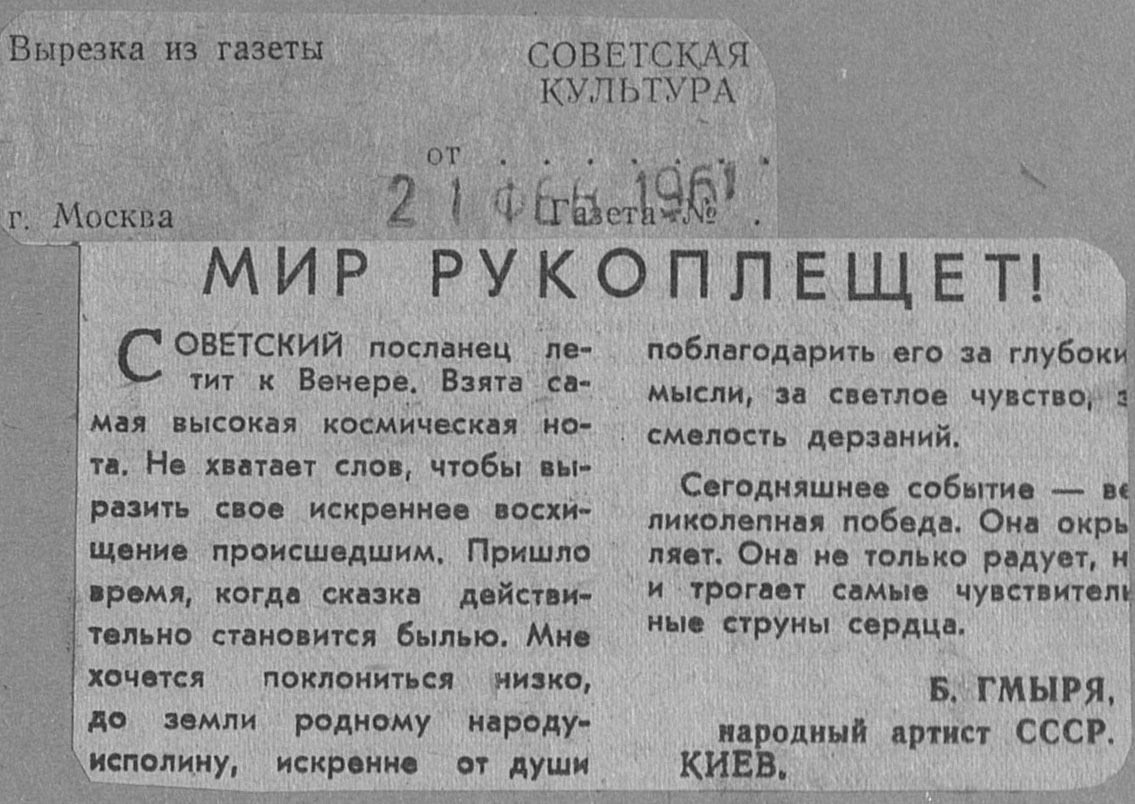 Вырезка из газеты
СОВЕТСКАЯ
КУЛЬТУРА
от . . . . . . .
21 ФЕВ 1961
г. Москва
Газета № .
МИР РУКОПЛЕЩЕТ!
СОВЕТСКИЙ посланец ле-
тит к Венере. Взята са-
мая высокая космическая но-
та. Не хватает слов, чтобы вы-
разить свое искреннее восхи-
щение происшедшим. Пришло
время, когда сказка действи-
тельно становится былью. Мне
хочется поклониться низко,
до земли родному народу-
исполину, искренне от души
поблагодарить его за глубоки
мысли, за светлое чувство, з
смелость дерзаний.
Сегодняшнее событие — ве
ликолепная победа. Она окры
ляет. Она не только радует, н
и трогает самые чувствитель
ные струны сердца.
Б. ГМЫРЯ,
народный артист СССР.
КИЕВ.